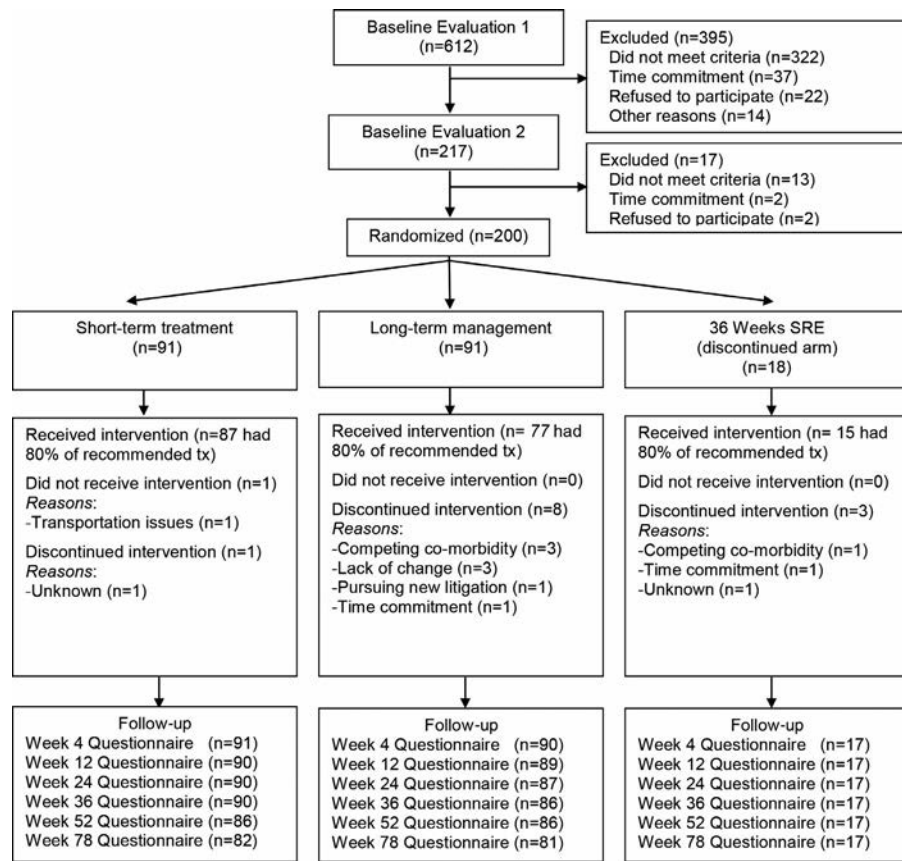 Baseline Evaluation 1
(n=612)
Excluded (n=395)
Did not meet criteria (n=322)
Time commitment (n=37)
Refused to participate (n=22)
Other reasons (n=14)
Baseline Evaluation 2
(n=217)
Excluded (n=17)
Did not meet criteria (n=13)
Time commitment (n=2)
Refused to participate (n=2)
Randomized (n=200)
Short-term treatment
(n=91)
Long-term management
(n=91)
36 Weeks SRE
(discontinued arm)
(n=18)
Received intervention (n=87 had
80% of recommended tx)
Did not receive intervention (n=1)
Reasons:
-Transportation issues (n=1)
Discontinued intervention (n=1)
Reasons:
-Unknown (n=1)
Received intervention (n= 77 had
80% of recommended tx)
Did not receive intervention (n=0)
Discontinued intervention (n=8)
Reasons:
-Competing co-morbidity (n=3)
-Lack of change (n=3)
-Pursuing new litigation (n=1)
-Time commitment (n=1)
Received intervention (n= 15 had
80% of recommended tx)
Did not receive intervention (n=0)
Discontinued intervention (n=3)
Reasons:
-Competing co-morbidity (n=1)
-Time commitment (n=1)
-Unknown (n=1)
Follow-up
Week 4 Questionnaire (n=91)
Week 12 Questionnaire (n=90)
Week 24 Questionnaire (n=90)
Week 36 Questionnaire (n=90)
Week 52 Questionnaire (n=86)
Week 78 Questionnaire (n=82)
Follow-up
Week 4 Questionnaire (n=90)
Week 12 Questionnaire (n=89)
Week 24 Questionnaire (n=87)
Week 36 Questionnaire (n=86)
Week 52 Questionnaire (n=86)
Week 78 Questionnaire (n=81)
Follow-up
Week 4 Questionnaire (n=17)
Week 12 Questionnaire (n=17)
Week 24 Questionnaire (n=17)
Week 36 Questionnaire (n=17)
Week 52 Questionnaire (n=17)
Week 78 Questionnaire (n=17)